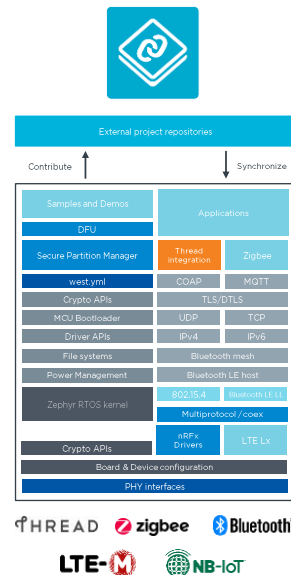 External project repositories
Contribute
Synchronize
Samples and Demos
Applications
DFU
Secure Partition Manager
Thread
integration
Zigbee
west.yml
COAP
MQTT
Crypto APIs
TLS/DTLS
MCU Bootloader
UDP
TCP
Driver APIs
IPv4
IPv6
File systems
Bluetooth mesh
Power Management
Bluetooth LE host
Zephyr RTOS kernel
802.15.4
Bluetooth LE LL
Multiprotocol /coex
Crypto APIs
nRFx
Drivers
LTE Lx
Board & Device configuration
PHY interfaces
THREAD
zigbee
Bluetooth
LTE-M
NB-IoT